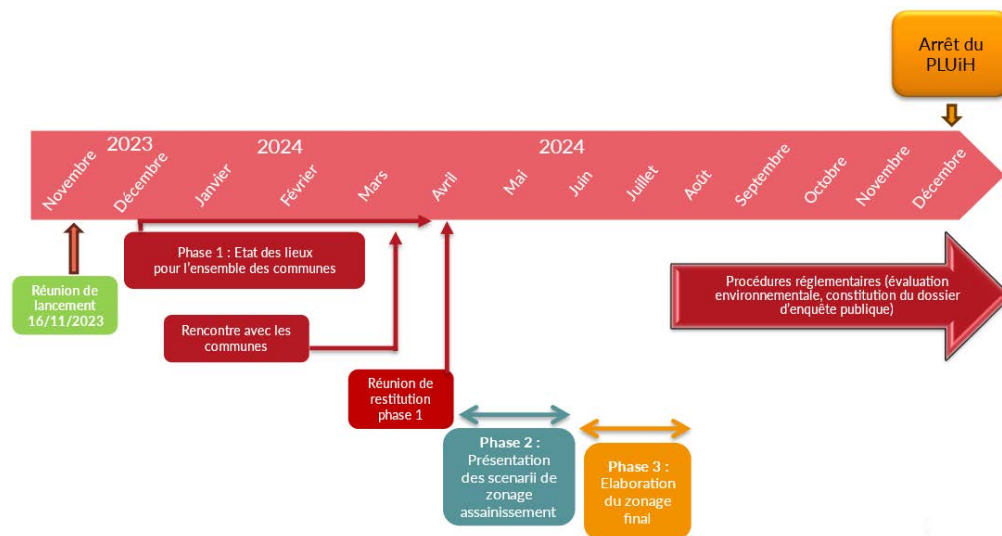 Arrêt du
PLUiH
2023
2024
2024
Novembre
Décembre
Janvier
Février
Mars
Avril
Mai
Juin
Juillet
Août
Septembre
Octobre
Novembre
Décembre
Phase 1 : Etat des lieux
pour l'ensemble des communes
Réunion de
lancement
16/11/2023
Rencontre avec les
communes
Réunion de
restitution
phase 1
Procédures réglementaires (évaluation
environnementale, constitution du dossier
d'enquête publique)
Phase 2 :
Présentation
des scenarii de
zonage
assainissement
Phase 3 :
Elaboration
du zonage
final